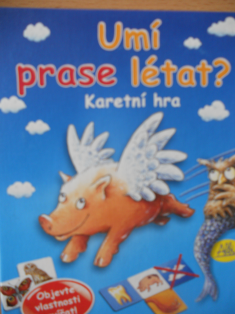 Umí
prase létat?
Karetní hra
Objevte
vlastnosti